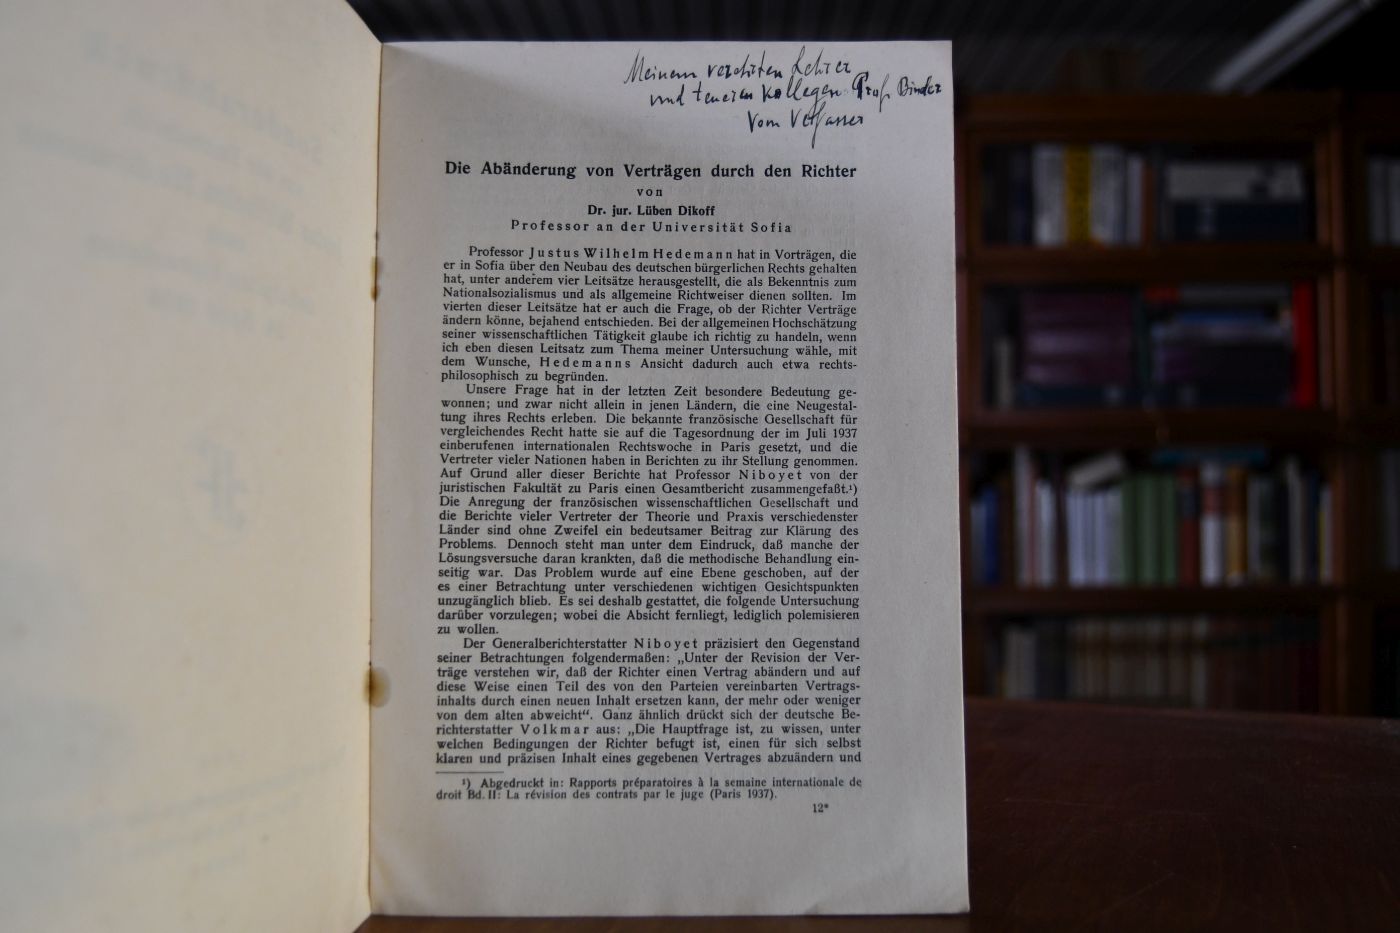 Meinem verehrten Lehrer
und teueren Kollegen Prof. Binder
vom Verfasser
Die Abänderung von Verträgen durch den Richter
von
Dr. jur. Lüben Dikoff
Professor an der Universität Sofia
Professor Justus Wilhelm Hedemann hat in Vorträgen, die
er in Sofia über den Neubau des deutschen bürgerlichen Rechts gehalten
hat, unter anderem vier Leitsätze herausgestellt, die als Bekenntnis zum
Nationalsozialismus und als allgemeine Richtweiser dienen sollten. Im
vierten dieser Leitsätze hat er auch die Frage, ob der Richter Verträge
ändern könne, bejahend entschieden. Bei der allgemeinen Hochschätzung
seiner wissenschaftlichen Tätigkeit glaube ich richtig zu handeln, wenn
ich eben diesen Leitsatz zum Thema meiner Untersuchung wähle, mit
dem Wunsche, Hedemanns Ansicht dadurch auch etwa rechts-
philosophisch zu begründen.
Unsere Frage hat in der letzten Zeit besondere Bedeutung ge-
wonnen; und zwar nicht allein in jenen Ländern, die eine Neugestal-
tung ihres Rechts erleben. Die bekannte französische Gesellschaft für
vergleichendes Recht hatte sie auf die Tagesordnung der im Juli 1937
einberufenen internationalen Rechtswoche in Paris gesetzt, und die
Vertreter vieler Nationen haben in Berichten zu ihr Stellung genommen.
Auf Grund aller dieser Berichte hat Professor Niboyet von der
juristischen Fakultät zu Paris einen Gesamtbericht zusammengefaßt.¹)
Die Anregung der französischen wissenschaftlichen Gesellschaft und
die Berichte vieler Vertreter der Theorie und Praxis verschiedenster
Länder sind ohne Zweifel ein bedeutsamer Beitrag zur Klärung des
Problems. Dennoch steht man unter dem Eindruck, daß manche der
Lösungsversuche daran krankten, daß die methodische Behandlung ein-
seitig war. Das Problem wurde auf eine Ebene geschoben, auf der
es einer Betrachtung unter verschiedenen wichtigen Gesichtspunkten
unzugänglich blieb. Es sei deshalb gestattet, die folgende Untersuchung
darüber vorzulegen; wobei die Absicht fernliegt, lediglich polemisieren
zu wollen.
Der Generalberichterstatter Niboyet präzisiert den Gegenstand
seiner Betrachtungen folgendermaßen: „Unter der Revision der Ver-
träge verstehen wir, daß der Richter einen Vertrag abändern und auf
diese Weise einen Teil des von den Parteien vereinbarten Vertrags-
inhalts durch einen neuen Inhalt ersetzen kann, der mehr oder weniger
von dem alten abweicht“. Ganz ähnlich drückt sich der deutsche Be-
richterstatter Volkmar aus: „Die Hauptfrage ist, zu wissen, unter
welchen Bedingungen der Richter befugt ist, einen für sich selbst
klaren und präzisen Inhalt eines gegebenen Vertrages abzuändern und
¹) Abgedruckt in: Rapports préparatoires à la semaine internationale de
droit Bd. II: La révision des contrats par le juge (Paris 1937).
12*